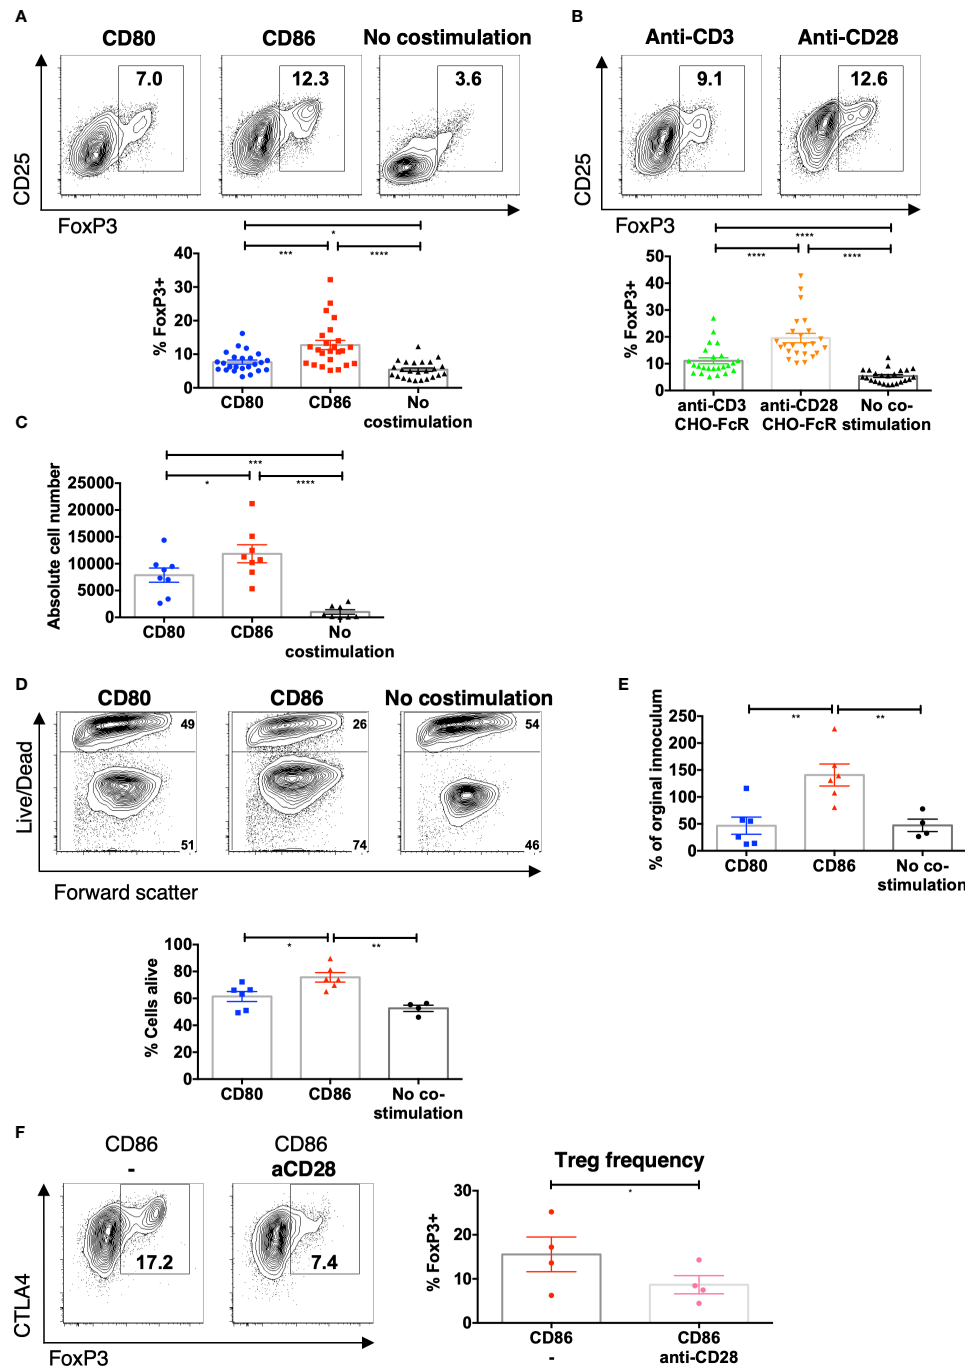 A
CD80
CD86
No costimulation
7.0
12.3
3.6
CD25
FoxP3
*
***
****
% FoxP3+
40
30
20
10
0
CD80
CD86
No
costimulation
B
Anti-CD3
Anti-CD28
9.1
12.6
CD25
FoxP3
****
****
****
% FoxP3+
50
40
30
20
10
0
anti-CD3
CHO-FcR
anti-CD28
CHO-FcR
No co-
stimulation
C
***
*
****
Absolute cell number
25000
20000
15000
10000
5000
0
CD80
CD86
No
costimulation
D
CD80
CD86
No costimulation
49
26
54
51
74
46
Live/Dead
Forward scatter
*
**
% Cells alive
100
80
60
40
20
0
CD80
CD86
No co-
stimulation
E
**
**
% of orginal innoculum
250
200
150
100
50
0
CD80
CD86
No co-
stimulation
F
CD86
-
CD86
aCD28
17.2
7.4
CTLA4
FoxP3
Treg frequency
*
% FoxP3+
30
20
10
0
CD86
-
CD86
anti-CD28